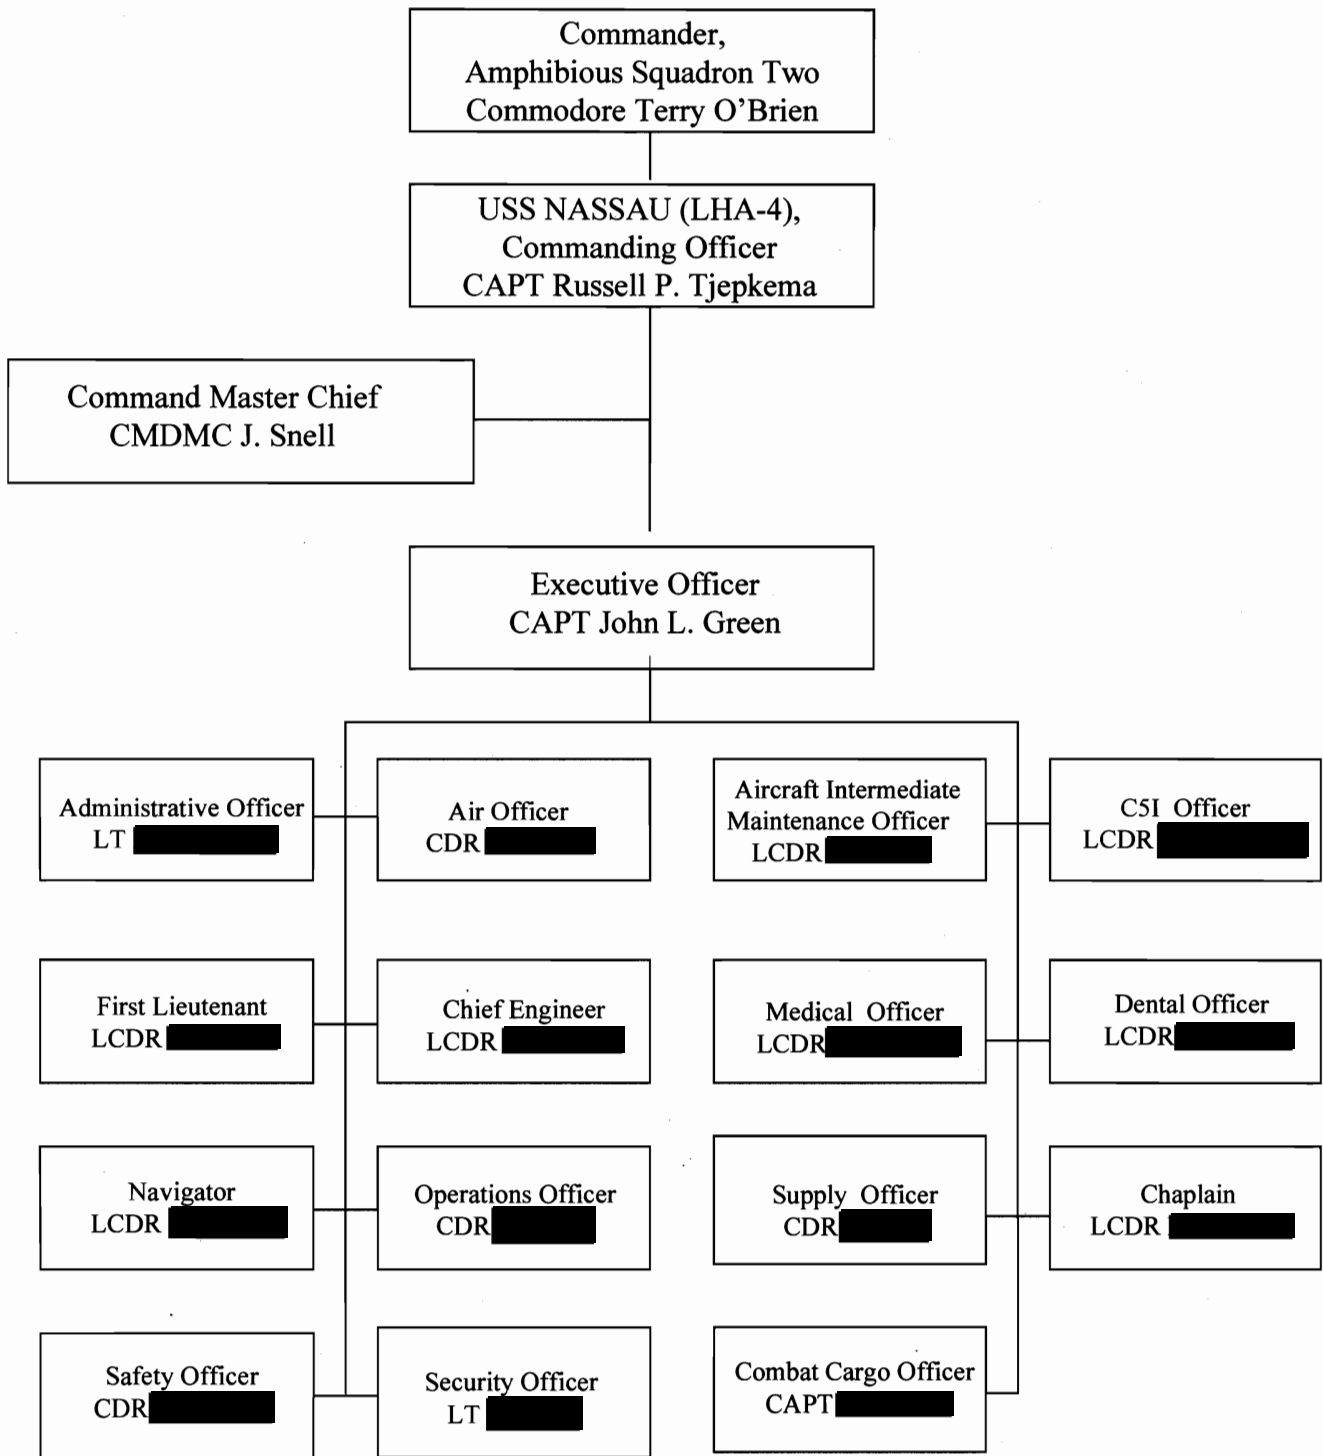 Commander,
Amphibious Squadron Two
Commodore Terry O'Brien
USS NASSAU (LHA-4),
Commanding Officer
CAPT Russell P. Tjepkema
Command Master Chief
CMDMC J. Snell
Executive Officer
CAPT John L. Green
Administrative Officer
LT
Air Officer
CDR
Aircraft Intermediate
Maintenance Officer
LCDR
C5I Officer
LCDR
First Lieutenant
LCDR
Chief Engineer
LCDR
Medical Officer
LCDR
Dental Officer
LCDR
Navigator
LCDR
Operations Officer
CDR
Supply Officer
CDR
Chaplain
LCDR
Safety Officer
CDR
Security Officer
LT
Combat Cargo Officer
CAPT